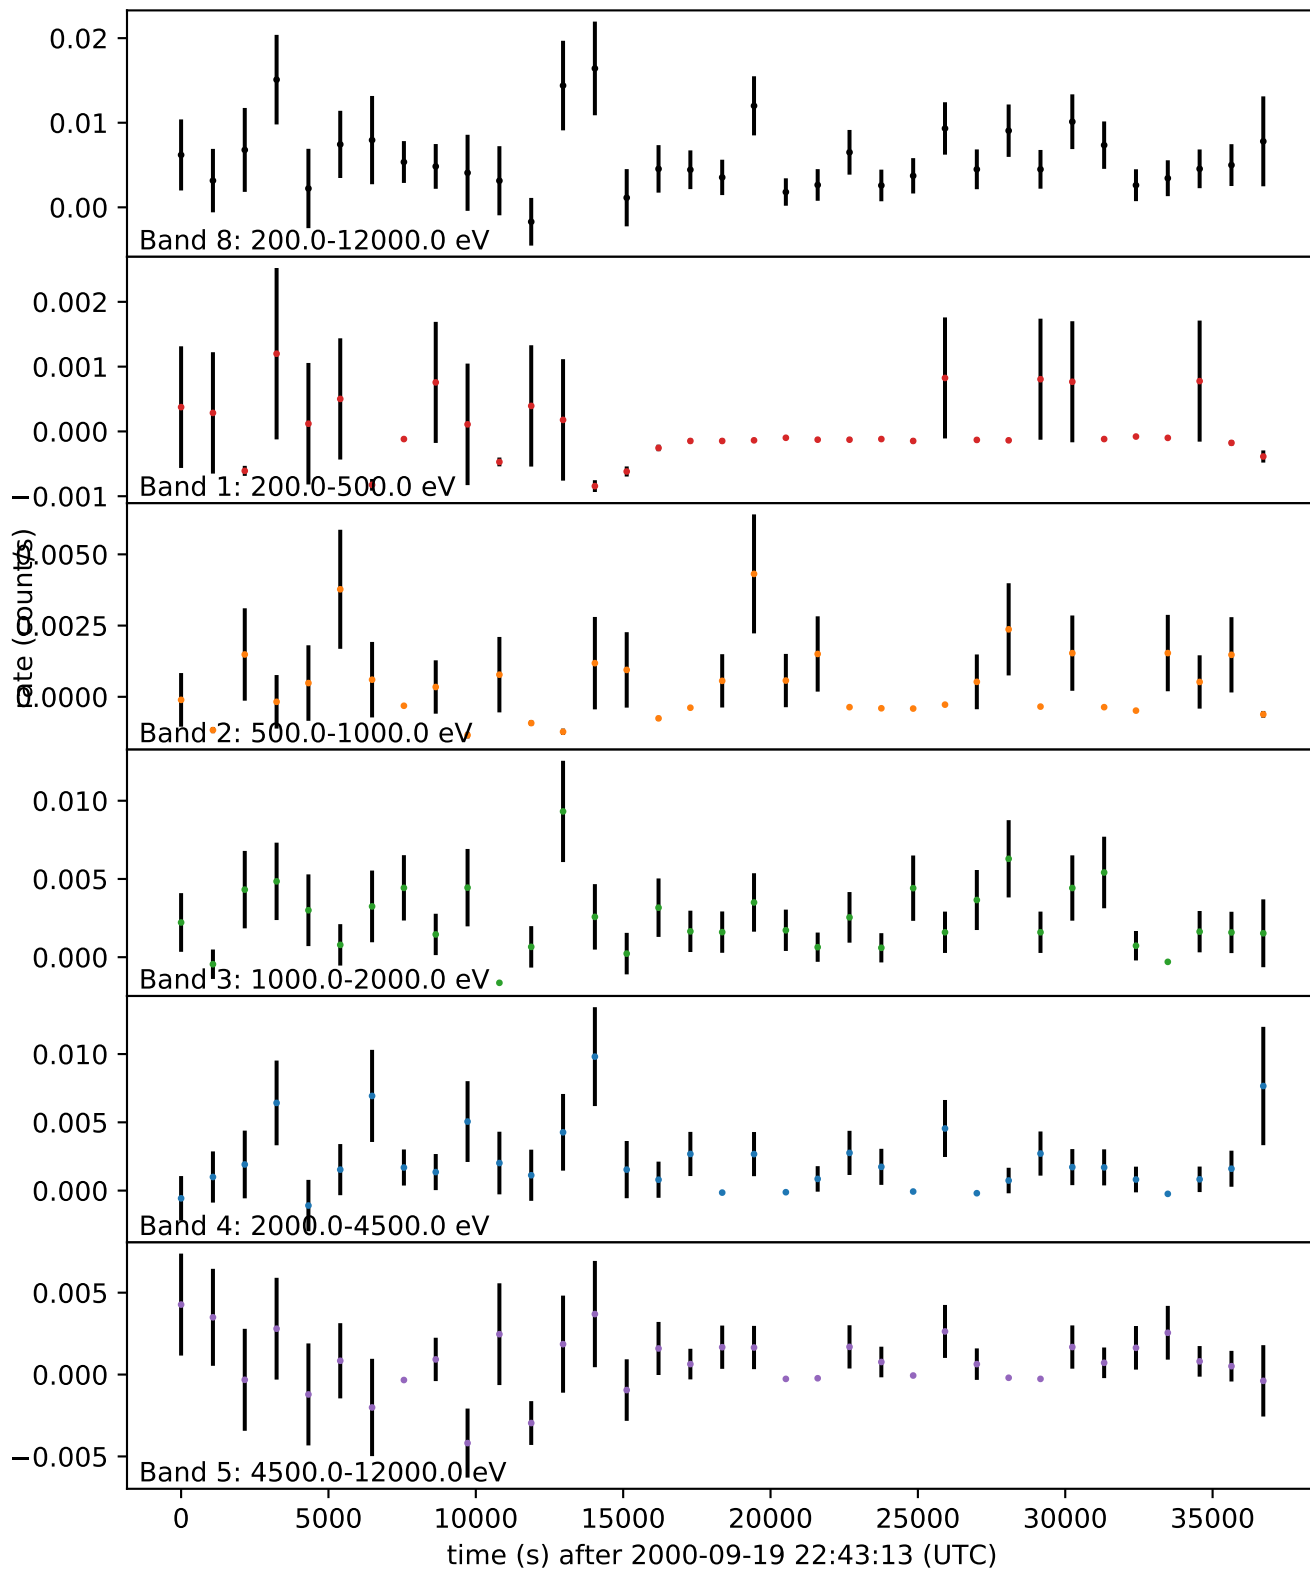 0.02
0.01
0.00
Band 8: 200.0-12000.0 eV
0.002
0.001
0.000
−0.001
Band 1: 200.0-500.0 eV
rate (count/s)
0.0050
0.0025
0.0000
Band 2: 500.0-1000.0 eV
0.010
0.005
0.000
Band 3: 1000.0-2000.0 eV
0.010
0.005
0.000
Band 4: 2000.0-4500.0 eV
0.005
0.000
−0.005
Band 5: 4500.0-12000.0 eV
0 5000 10000 15000 20000 25000 30000 35000
time (s) after 2000-09-19 22:43:13 (UTC)